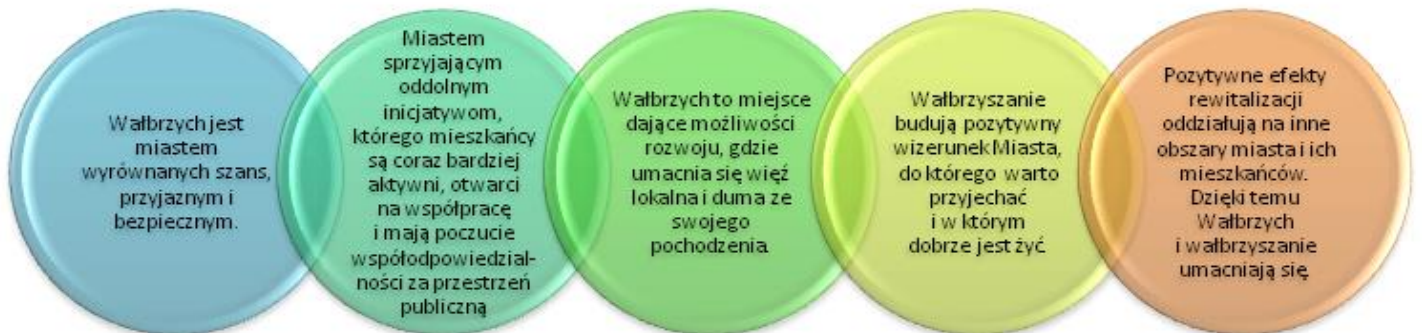 Wałbrzych jest
miastem
wyrównanych szans,
przyjaznym i
bezpiecznym.
Miastem
sprzyjającym
oddolnym
inicjatywom,
którego mieszkańcy
są coraz bardziej
aktywni, otwarci
na współpracę
i mają poczucie
współodpowiedzial-
ności za przestrzeń
publiczną
Wałbrzych to miejsce
dające możliwości
rozwoju, gdzie
umacnia się więź
lokalna i duma ze
swojego
pochodzenia.
Wałbrzyszanie
budują pozytywny
wizerunek Miasta,
do którego warto
przyjechać
i w którym
dobrze jest żyć.
Pozytywne efekty
rewitalizacji
oddziałują na inne
obszary miasta i ich
mieszkańców.
Dzięki temu
Wałbrzych
i wałbrzyszanie
umacniają się.